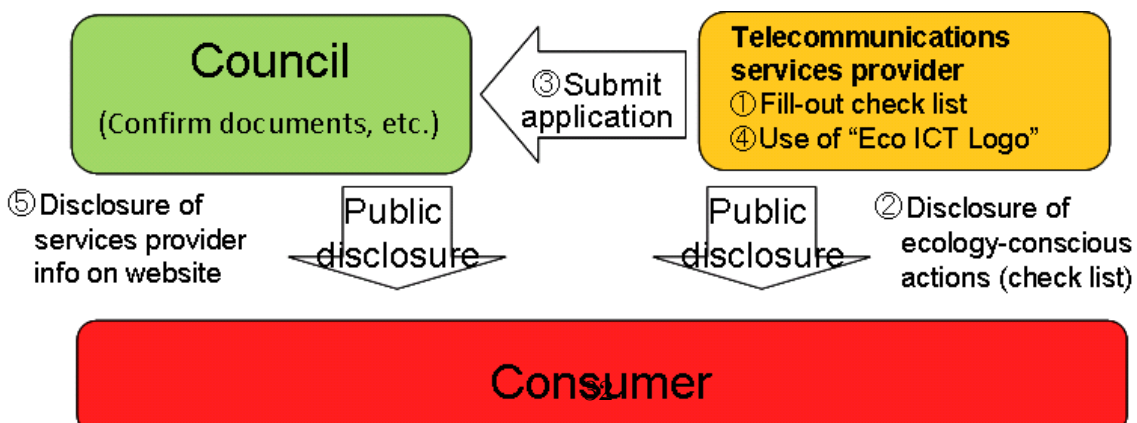 Council
(Confirm documents, etc.)
③Submit
application
Telecommunications
services provider
①Fill-out check list
④Use of “Eco ICT Logo”
⑤Disclosure of
services provider
info on website
Public
disclosure
Public
disclosure
②Disclosure of
ecology-conscious
actions (check list)
Consumer